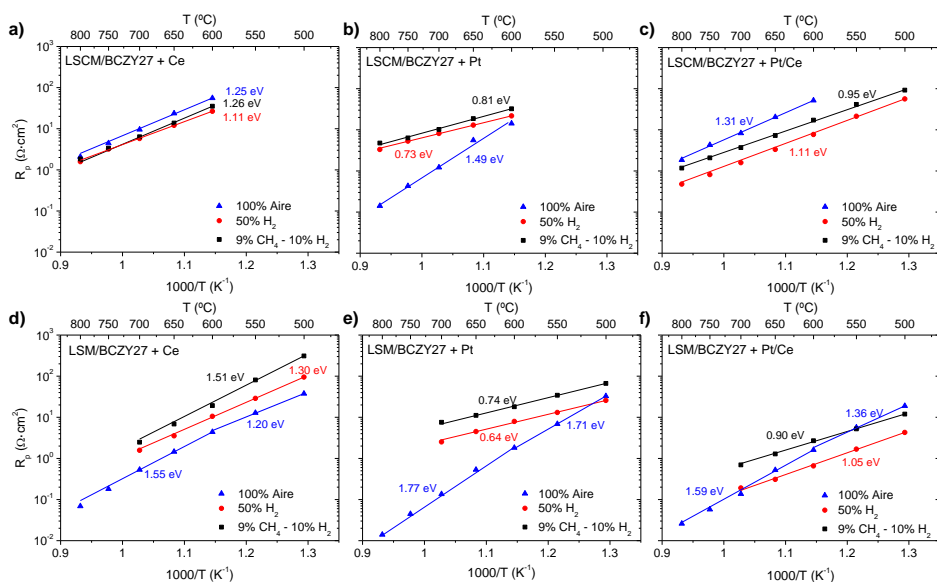 T (ºC)
T (ºC)
T (ºC)
a)
800 750 700 650 600 550 500
b)
800 750 700 650 600 550 500
c)
800 750 700 650 600 550 500
10³
10²
10¹
10⁰
10⁻¹
10⁻²
Rₚ (Ω·cm²)
LSCM/BCZY27 + Ce
1.25 eV
1.26 eV
1.11 eV
100% Aire
50% H₂
9% CH₄ - 10% H₂
LSCM/BCZY27 + Pt
0.81 eV
0.73 eV
1.49 eV
100% Aire
50% H₂
9% CH₄ - 10% H₂
LSCM/BCZY27 + Pt/Ce
0.95 eV
1.31 eV
1.11 eV
100% Aire
50% H₂
9% CH₄ - 10% H₂
0.9 1 1.1 1.2 1.3
0.9 1 1.1 1.2 1.3
0.9 1 1.1 1.2 1.3
1000/T (K⁻¹)
1000/T (K⁻¹)
1000/T (K⁻¹)
T (ºC)
T (ºC)
T (ºC)
d)
800 750 700 650 600 550 500
e)
800 750 700 650 600 550 500
f)
800 750 700 650 600 550 500
10³
10²
10¹
10⁰
10⁻¹
10⁻²
Rₚ (Ω·cm²)
LSM/BCZY27 + Ce
1.51 eV
1.30 eV
1.20 eV
1.55 eV
100% Aire
50% H₂
9% CH₄ - 10% H₂
LSM/BCZY27 + Pt
0.74 eV
0.64 eV
1.71 eV
1.77 eV
100% Aire
50% H₂
9% CH₄ - 10% H₂
LSM/BCZY27 + Pt/Ce
1.36 eV
0.90 eV
1.05 eV
1.59 eV
100% Aire
50% H₂
9% CH₄ - 10% H₂
0.9 1 1.1 1.2 1.3
0.9 1 1.1 1.2 1.3
0.9 1 1.1 1.2 1.3
1000/T (K⁻¹)
1000/T (K⁻¹)
1000/T (K⁻¹)